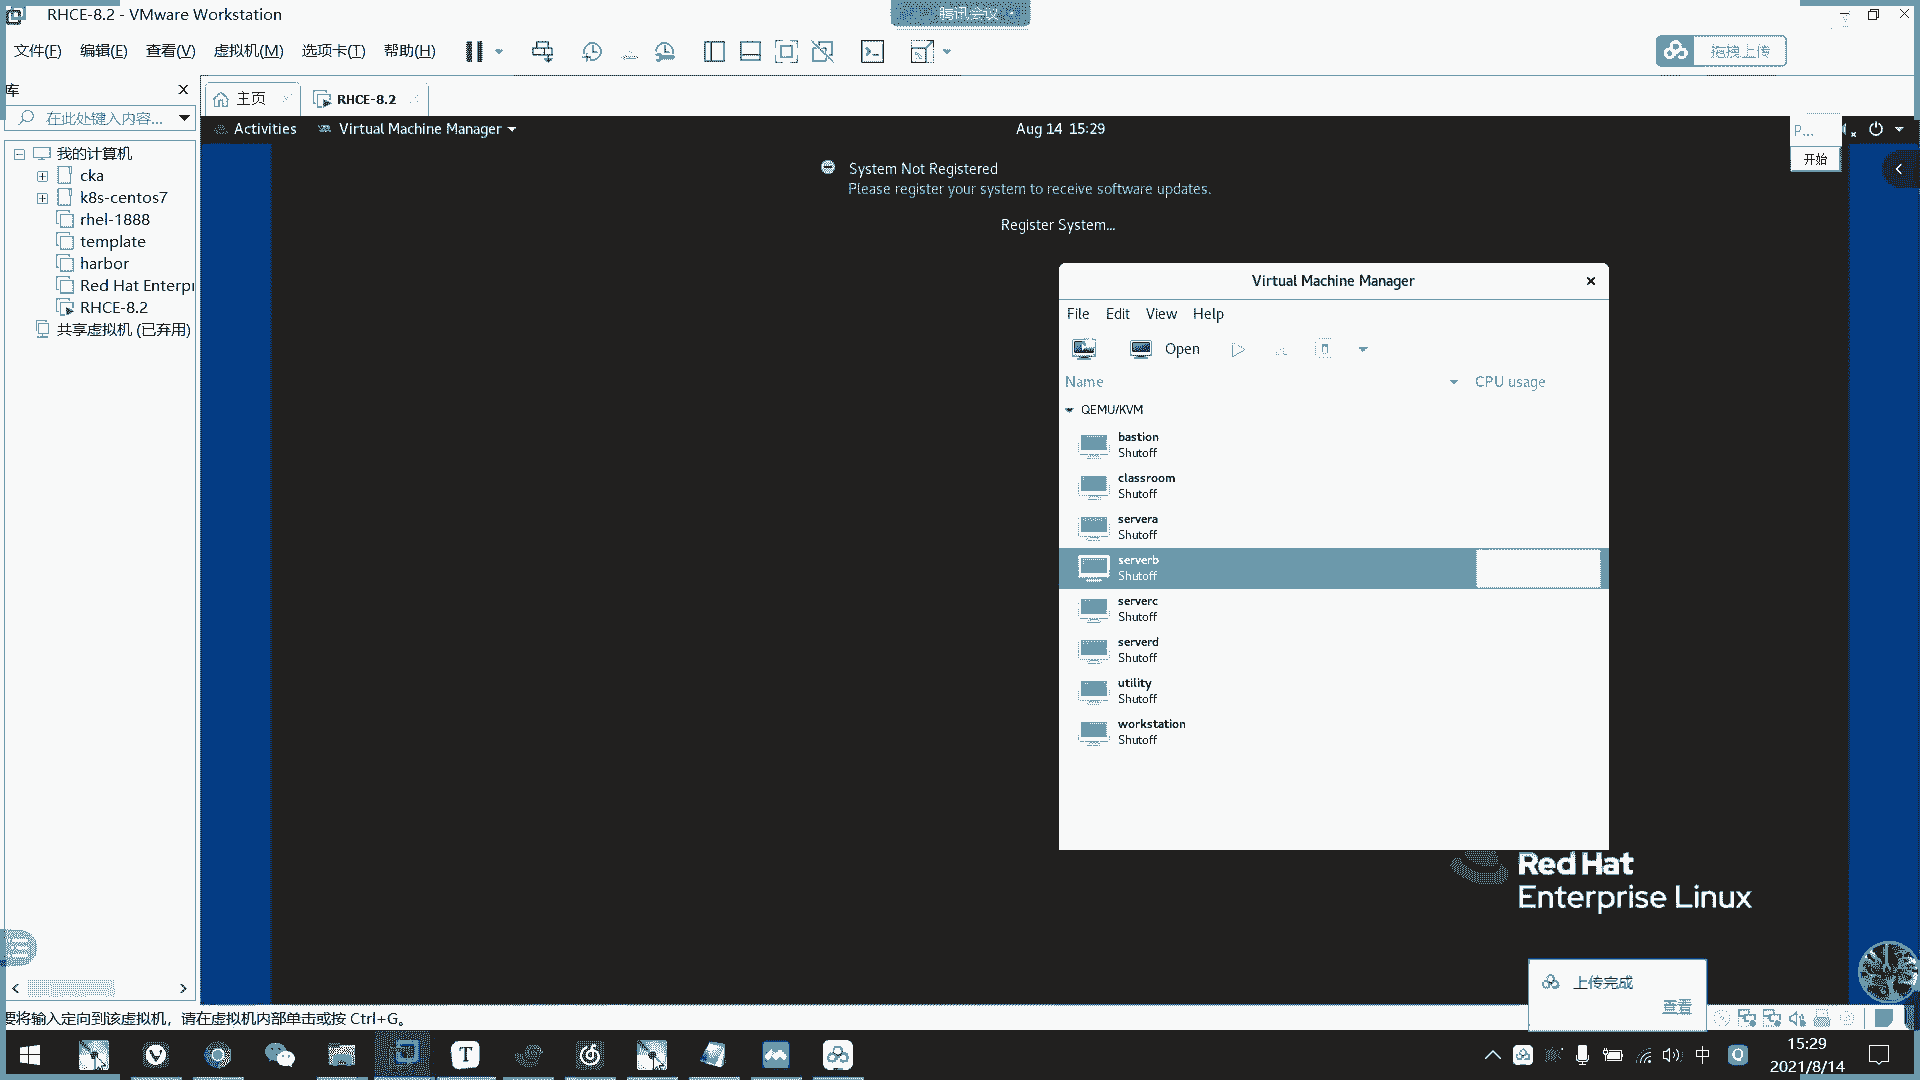 RHCE-8.2 - VMware Workstation
腾讯会议
文件(F) 编辑(E) 查看(V) 虚拟机(M) 选项卡(T) 帮助(H)
拖拽上传
库
在此处键入内容...
主页
RHCE-8.2
Activities
Virtual Machine Manager
Aug 14 15:29
P...
开始
我的计算机
cka
k8s-centos7
rhel-1888
template
harbor
Red Hat Enterpr
RHCE-8.2
共享虚拟机 (已弃用)
System Not Registered
Please register your system to receive software updates.
Register System...
Virtual Machine Manager
File Edit View Help
Open
Name
CPU usage
QEMU/KVM
bastion
Shutoff
classroom
Shutoff
servera
Shutoff
serverb
Shutoff
serverc
Shutoff
serverd
Shutoff
utility
Shutoff
workstation
Shutoff
Red Hat
Enterprise Linux
上传完成
查看
要将输入定向到该虚拟机，请在虚拟机内部单击或按 Ctrl+G。
中
15:29
2021/8/14